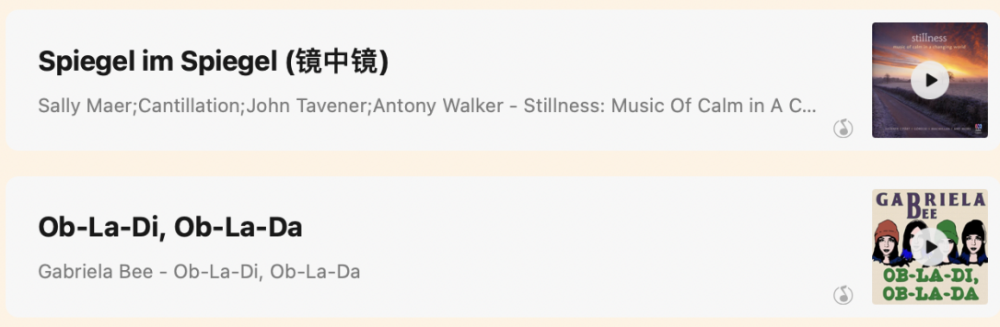 Spiegel im Spiegel (镜中镜)
Sally Maer;Cantillation;John Tavener;Antony Walker - Stillness: Music Of Calm in A C...
stillness
music of calm in a changing world
Ob-La-Di, Ob-La-Da
Gabriela Bee - Ob-La-Di, Ob-La-Da
GABRIELA
BEE
OB-LA-DI,
OB-LA-DA